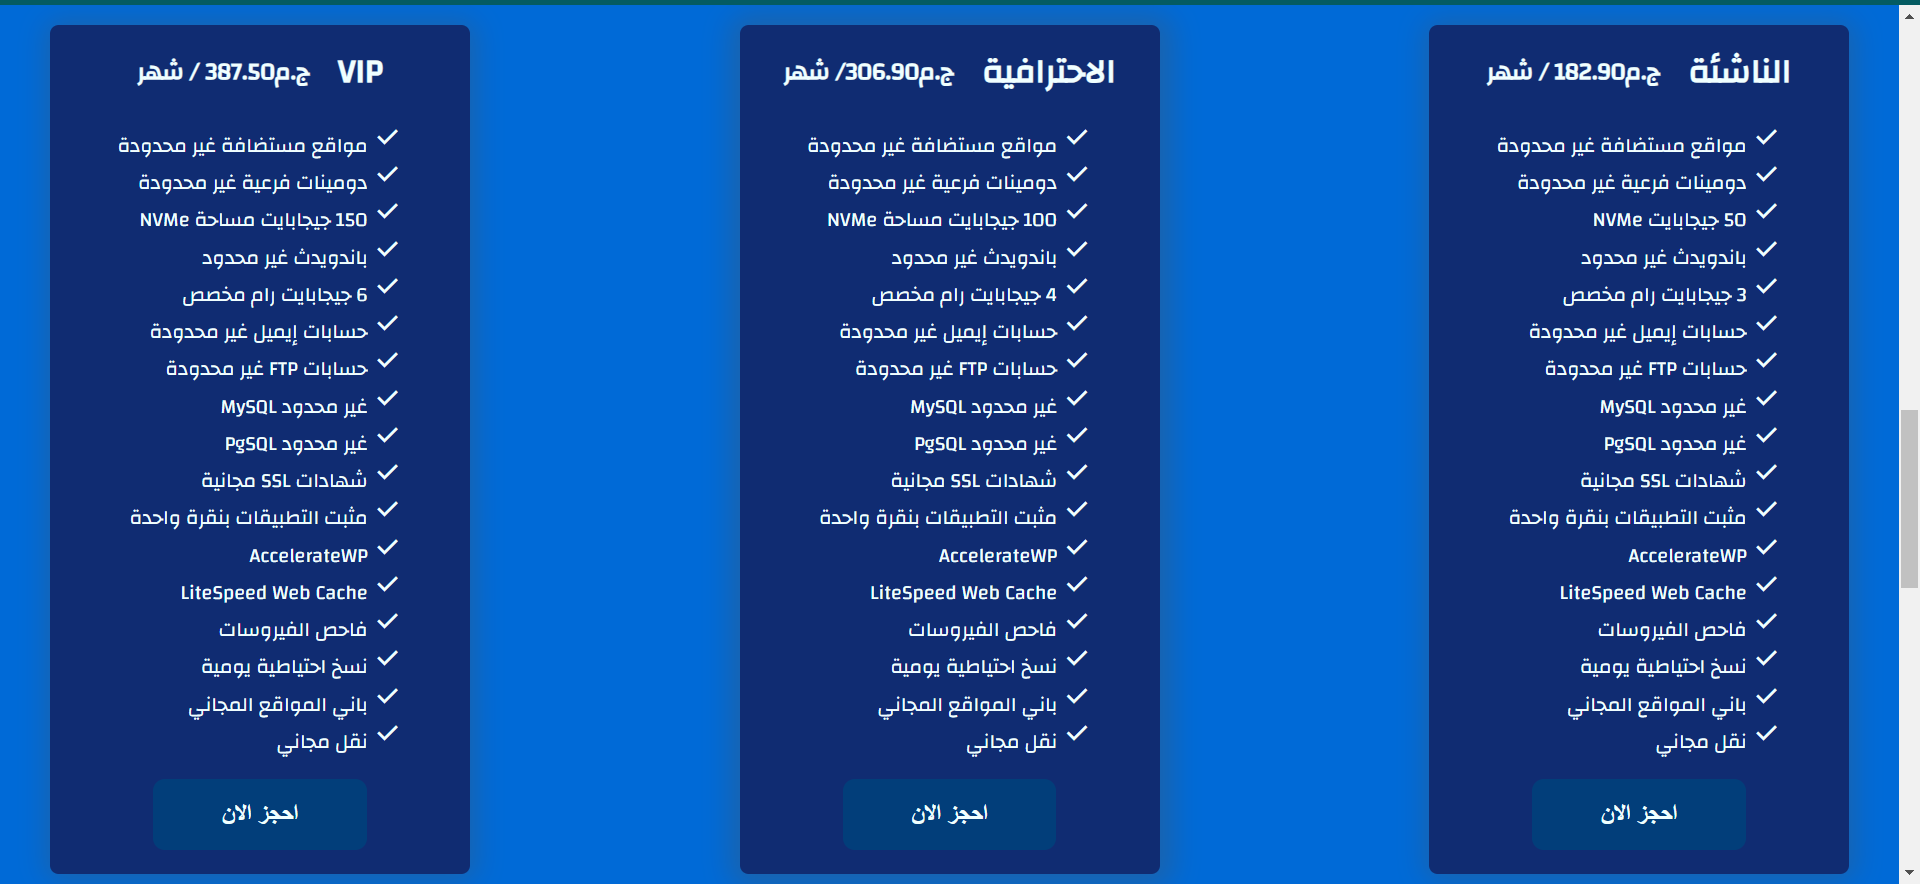 الناشئة ج.م182.90 / شهر
مواقع مستضافة غير محدودة
دومينات فرعية غير محدودة
50 جيجابايت NVMe
باندويدث غير محدود
3 جيجابايت رام مخصص
حسابات إيميل غير محدودة
حسابات FTP غير محدودة
غير محدود MySQL
غير محدود PgSQL
شهادات SSL مجانية
مثبت التطبيقات بنقرة واحدة
AccelerateWP
LiteSpeed Web Cache
فاحص الفيروسات
نسخ احتياطية يومية
باني المواقع المجاني
نقل مجاني
احجز الان
الاحترافية ج.م306.90/ شهر
مواقع مستضافة غير محدودة
دومينات فرعية غير محدودة
100 جيجابايت مساحة NVMe
باندويدث غير محدود
4 جيجابايت رام مخصص
حسابات إيميل غير محدودة
حسابات FTP غير محدودة
غير محدود MySQL
غير محدود PgSQL
شهادات SSL مجانية
مثبت التطبيقات بنقرة واحدة
AccelerateWP
LiteSpeed Web Cache
فاحص الفيروسات
نسخ احتياطية يومية
باني المواقع المجاني
نقل مجاني
احجز الان
VIP ج.م387.50 / شهر
مواقع مستضافة غير محدودة
دومينات فرعية غير محدودة
150 جيجابايت مساحة NVMe
باندويدث غير محدود
6 جيجابايت رام مخصص
حسابات إيميل غير محدودة
حسابات FTP غير محدودة
غير محدود MySQL
غير محدود PgSQL
شهادات SSL مجانية
مثبت التطبيقات بنقرة واحدة
AccelerateWP
LiteSpeed Web Cache
فاحص الفيروسات
نسخ احتياطية يومية
باني المواقع المجاني
نقل مجاني
احجز الان